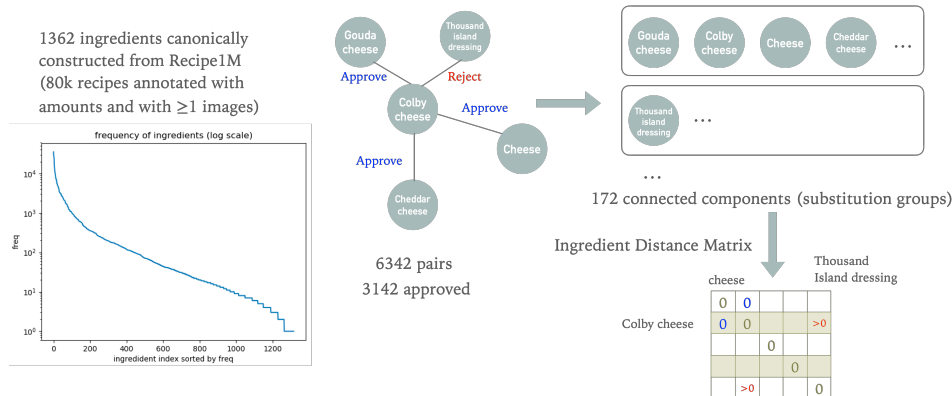 1362 ingredients canonically
constructed from Recipe1M
(80k recipes annotated with
amounts and with ≥1 images)
frequency of ingredients (log scale)
10⁴
10³
10²
10¹
10⁰
freq
0 200 400 600 800 1000 1200
ingredident index sorted by freq
Gouda
cheese
Thousand
island
dressing
Approve
Reject
Colby
cheese
Approve
Cheese
Approve
Cheddar
cheese
6342 pairs
3142 approved
Gouda
cheese
Colby
cheese
Cheese
Cheddar
cheese
...
Thousand
island
dressing
...
...
172 connected components (substitution groups)
Ingredient Distance Matrix
cheese
Thousand
Island dressing
Colby cheese
0 0
0 0 >0
0
0
>0 0